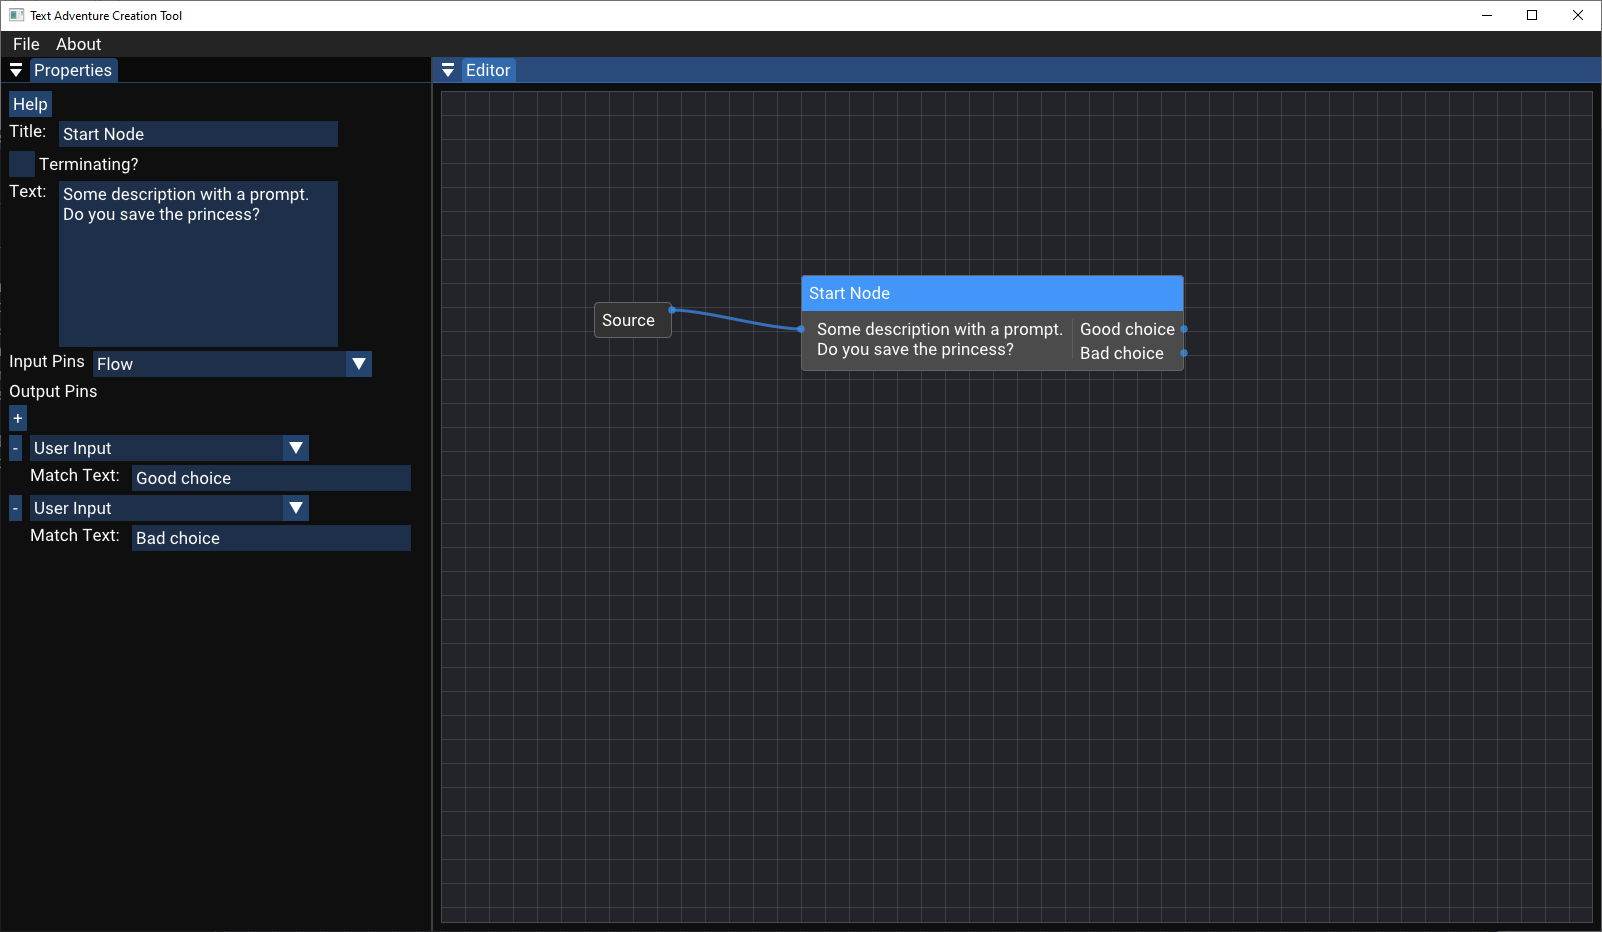 Text Adventure Creation Tool
File About
Properties
Help
Title: Start Node
Terminating?
Text: Some description with a prompt.
Do you save the princess?
Input Pins Flow
Output Pins
+
- User Input
Match Text: Good choice
- User Input
Match Text: Bad choice
Editor
Source
Start Node
Some description with a prompt.
Do you save the princess?
Good choice
Bad choice